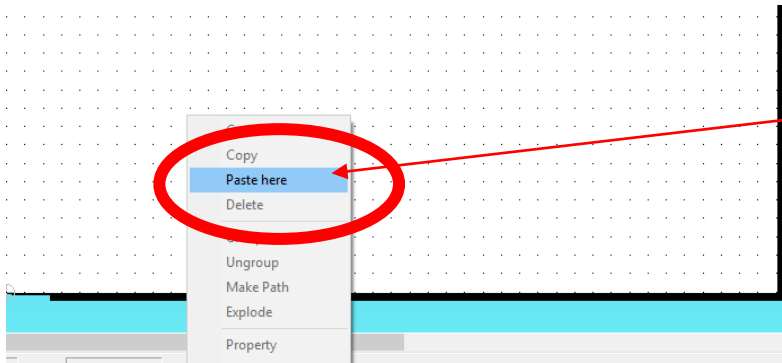 Copy
Paste here
Delete
Ungroup
Make Path
Explode
Property